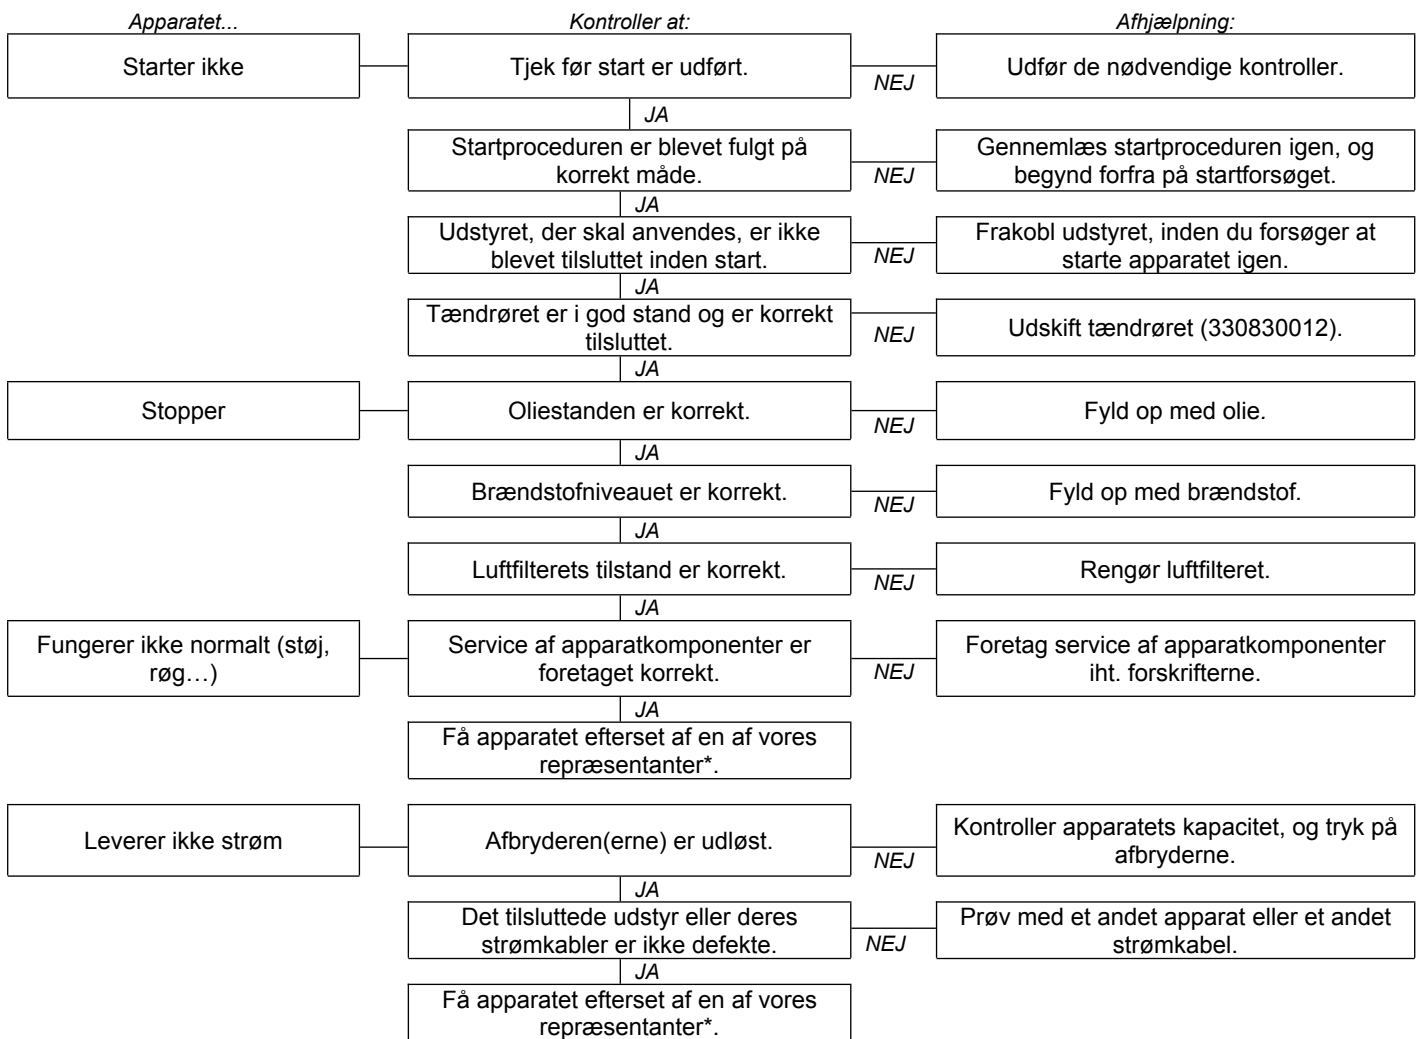 Apparatet...
Kontroller at:
Afhjælpning:
Starter ikke
Tjek før start er udført.
NEJ
Udfør de nødvendige kontroller.
JA
Startproceduren er blevet fulgt på
korrekt måde.
NEJ
Gennemlæs startproceduren igen, og
begynd forfra på startforsøget.
JA
Udstyret, der skal anvendes, er ikke
blevet tilsluttet inden start.
NEJ
Frakobl udstyret, inden du forsøger at
starte apparatet igen.
JA
Tændrøret er i god stand og er korrekt
tilsluttet.
NEJ
Udskift tændrøret (330830012).
JA
Stopper
Oliestanden er korrekt.
NEJ
Fyld op med olie.
JA
Brændstofniveauet er korrekt.
NEJ
Fyld op med brændstof.
JA
Luftfilterets tilstand er korrekt.
NEJ
Rengør luftfilteret.
JA
Fungerer ikke normalt (støj,
røg…)
Service af apparatkomponenter er
foretaget korrekt.
NEJ
Foretag service af apparatkomponenter
iht. forskrifterne.
JA
Få apparatet efterset af en af vores
repræsentanter*.
Leverer ikke strøm
Afbryderen(erne) er udløst.
NEJ
Kontroller apparatets kapacitet, og tryk på
afbryderne.
JA
Det tilsluttede udstyr eller deres
strømkabler er ikke defekte.
NEJ
Prøv med et andet apparat eller et andet
strømkabel.
JA
Få apparatet efterset af en af vores
repræsentanter*.